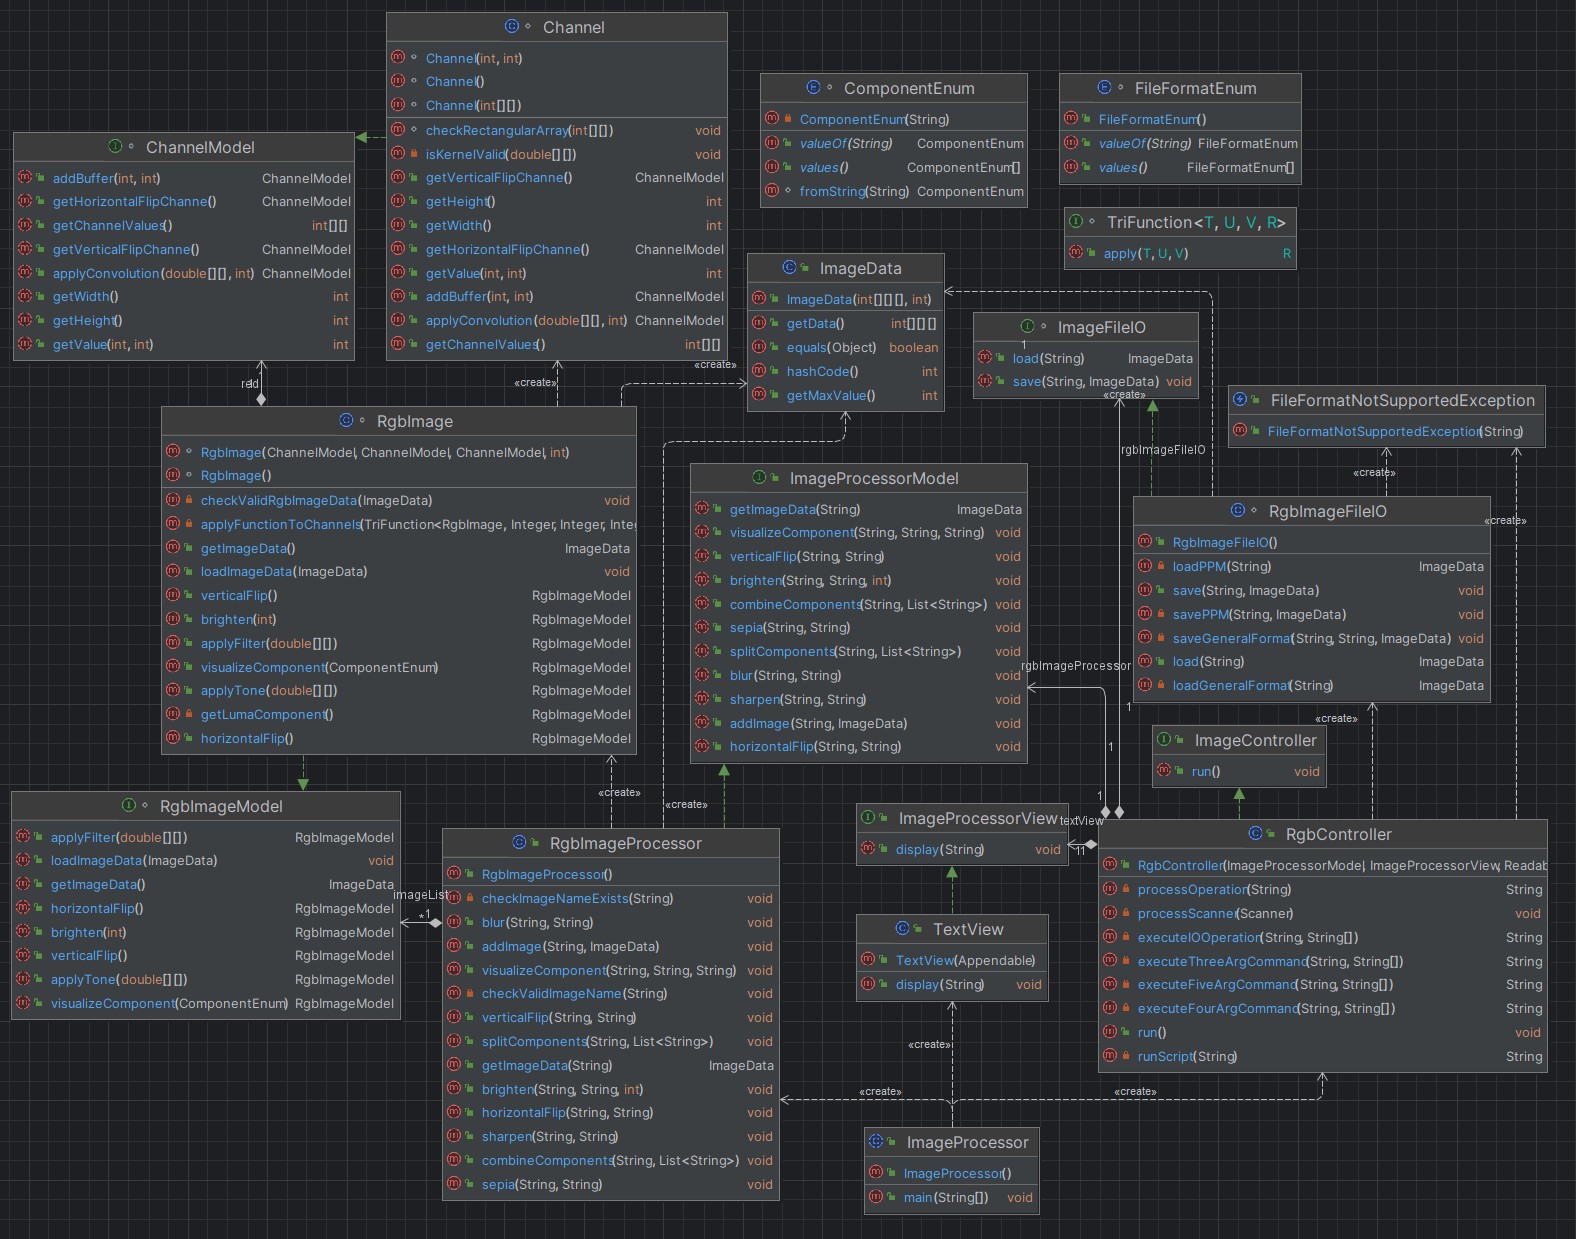 Channel
Channel(int, int)
Channel()
Channel(int[][])
checkRectangularArray(int[][]) void
isKernelValid(double[][]) void
getVerticalFlipChanne() ChannelModel
getHeight() int
getWidth() int
getHorizontalFlipChanne() ChannelModel
getValue(int, int) int
addBuffer(int, int) ChannelModel
applyConvolution(double[][], int) ChannelModel
getChannelValues() int[][]
ChannelModel
addBuffer(int, int) ChannelModel
getHorizontalFlipChanne() ChannelModel
getChannelValues() int[][]
getVerticalFlipChanne() ChannelModel
applyConvolution(double[][], int) ChannelModel
getWidth() int
getHeight() int
getValue(int, int) int
ComponentEnum
ComponentEnum(String)
valueOf(String) ComponentEnum
values() ComponentEnum[]
fromString(String) ComponentEnum
FileFormatEnum
FileFormatEnum()
valueOf(String) FileFormatEnum
values() FileFormatEnum[]
TriFunction<T, U, V, R>
apply(T, U, V) R
ImageData
ImageData(int[][][], int)
getData() int[][][]
equals(Object) boolean
hashCode() int
getMaxValue() int
ImageFileIO
1
load(String) ImageData
save(String, ImageData) void
«create»
«create»
«create»
FileFormatNotSupportedException
FileFormatNotSupportedException(String)
rgbImageFileIO
«create»
«create»
RgbImage
RgbImage(ChannelModel, ChannelModel, ChannelModel, int)
RgbImage()
checkValidRgbImageData(ImageData) void
applyFunctionToChannels(TriFunction<RgbImage, Integer, Integer, Inte
getImageData() ImageData
loadImageData(ImageData) void
verticalFlip() RgbImageModel
brighten(int) RgbImageModel
applyFilter(double[][]) RgbImageModel
visualizeComponent(ComponentEnum) RgbImageModel
applyTone(double[][]) RgbImageModel
getLumaComponent() RgbImageModel
horizontalFlip() RgbImageModel
ImageProcessorModel
getImageData(String) ImageData
visualizeComponent(String, String, String) void
verticalFlip(String, String) void
brighten(String, String, int) void
combineComponents(String, List<String>) void
sepia(String, String) void
splitComponents(String, List<String>) void
blur(String, String) void
sharpen(String, String) void
addImage(String, ImageData) void
horizontalFlip(String, String) void
RgbImageFileIO
RgbImageFileIO()
loadPPM(String) ImageData
save(String, ImageData) void
savePPM(String, ImageData) void
saveGeneralFormat(String, String, ImageData) void
load(String) ImageData
loadGeneralFormat(String) ImageData
rgbImageProcessor
1
1
1
«create»
ImageController
run() void
RgbImageModel
applyFilter(double[][]) RgbImageModel
loadImageData(ImageData) void
getImageData() ImageData
horizontalFlip() RgbImageModel
brighten(int) RgbImageModel
verticalFlip() RgbImageModel
applyTone(double[][]) RgbImageModel
visualizeComponent(ComponentEnum) RgbImageModel
imageList
*1
«create»
«create»
RgbImageProcessor
RgbImageProcessor()
checkImageNameExists(String) void
blur(String, String) void
addImage(String, ImageData) void
visualizeComponent(String, String, String) void
checkValidImageName(String) void
verticalFlip(String, String) void
splitComponents(String, List<String>) void
getImageData(String) ImageData
brighten(String, String, int) void
horizontalFlip(String, String) void
sharpen(String, String) void
combineComponents(String, List<String>) void
sepia(String, String) void
ImageProcessorView
display(String) void
textView
11
RgbController
RgbController(ImageProcessorModel, ImageProcessorView, Readab
processOperation(String) String
processScanner(Scanner) void
executeIOOperation(String, String[]) String
executeThreeArgCommand(String, String[]) String
executeFiveArgCommand(String, String[]) String
executeFourArgCommand(String, String[]) String
run() void
runScript(String) String
TextView
TextView(Appendable)
display(String) void
«create»
«create»
«create»
ImageProcessor
ImageProcessor()
main(String[]) void